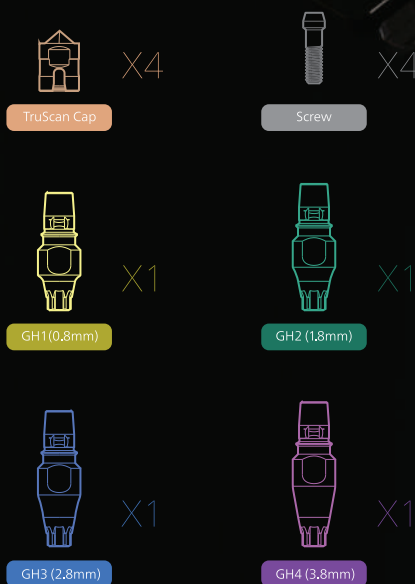 X4
TruScan Cap
X4
Screw
X1
GH1(0.8mm)
X1
GH2 (1.8mm)
X1
GH3 (2.8mm)
X1
GH4 (3.8mm)